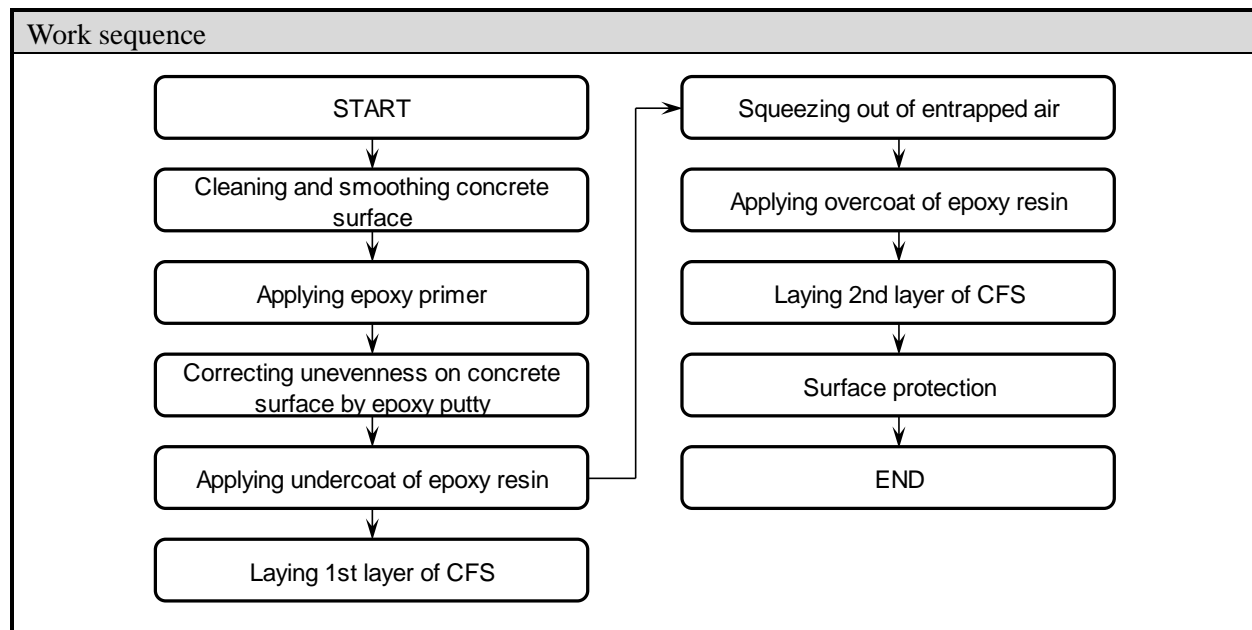 Work sequence
START
Cleaning and smoothing concrete
surface
Applying epoxy primer
Correcting unevenness on concrete
surface by epoxy putty
Applying undercoat of epoxy resin
Laying 1st layer of CFS
Squeezing out of entrapped air
Applying overcoat of epoxy resin
Laying 2nd layer of CFS
Surface protection
END